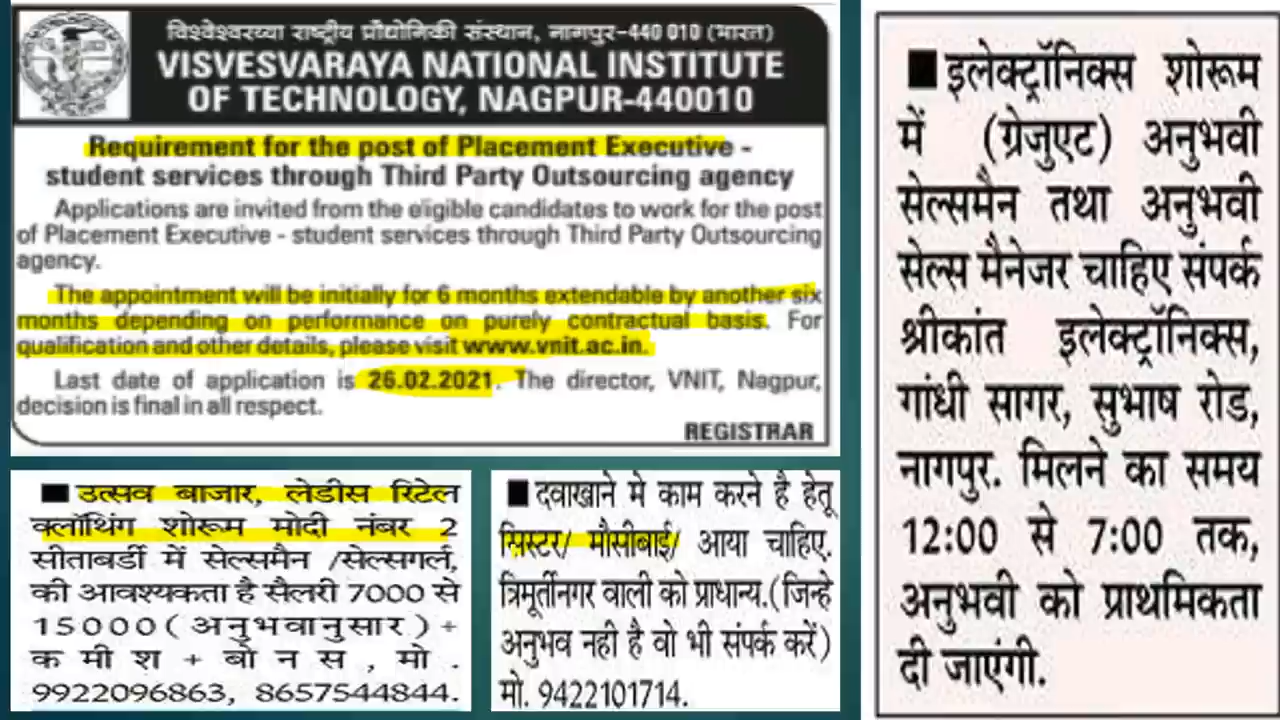 विश्वेश्वरय्या राष्ट्रीय प्रौद्योगिकी संस्थान, नागपुर-440 010 (भारत)
VISVESVARAYA NATIONAL INSTITUTE
OF TECHNOLOGY, NAGPUR-440010
Requirement for the post of Placement Executive -
student services through Third Party Outsourcing agency
Applications are invited from the eligible candidates to work for the post
of Placement Executive - student services through Third Party Outsourcing
agency.
The appointment will be initially for 6 months extendable by another six
months depending on performance on purely contractual basis. For
qualification and other details, please visit www.vnit.ac.in.
Last date of application is 26.02.2021. The director, VNIT, Nagpur,
decision is final in all respect.
REGISTRAR
■ उत्सव बाजार, लेडीस रिटेल
क्लॉथिंग शोरूम मोदी नंबर 2
सीताबर्डी में सेल्समैन /सेल्सगर्ल,
की आवश्यकता है सैलरी 7000 से
15000(अनुभवानुसार)+
कमीश+बोनस, मो.
9922096863, 8657544844.
■ दवाखाने मे काम करने है हेतू
सिस्टर/ मौसीबाई/ आया चाहिए.
त्रिमूर्तीनगर वाली को प्राधान्य.(जिन्हे
अनुभव नही है वो भी संपर्क करें)
मो. 9422101714.
■इलेक्ट्रॉनिक्स शोरूम
में (ग्रेजुएट) अनुभवी
सेल्समैन तथा अनुभवी
सेल्स मैनेजर चाहिए संपर्क
श्रीकांत इलेक्ट्रॉनिक्स,
गांधी सागर, सुभाष रोड,
नागपुर. मिलने का समय
12:00 से 7:00 तक,
अनुभवी को प्राथमिकता
दी जाएंगी.